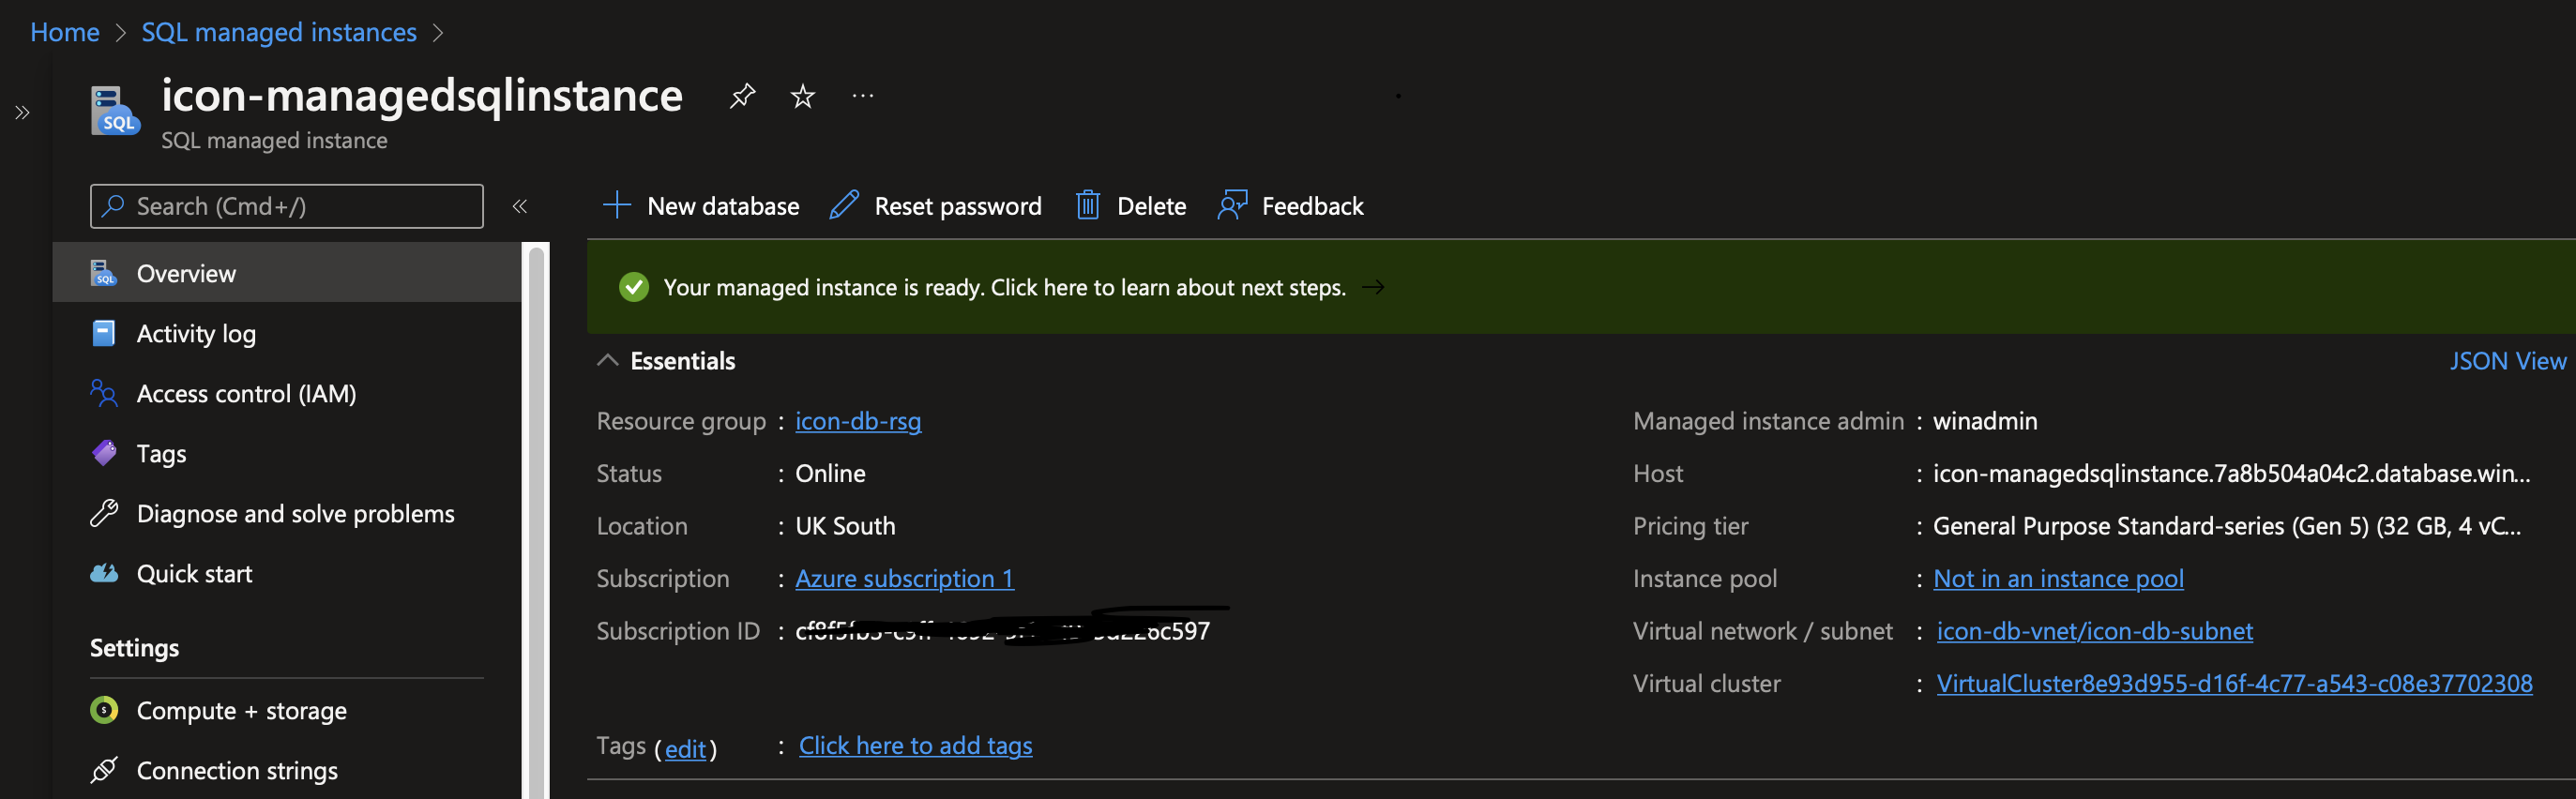 Home > SQL managed instances >
icon-managedsqlinstance
SQL managed instance
Search (Cmd+/)
New database Reset password Delete Feedback
Overview
Activity log
Access control (IAM)
Tags
Diagnose and solve problems
Quick start
Settings
Compute + storage
Connection strings
Your managed instance is ready. Click here to learn about next steps. →
Essentials
JSON View
Resource group : icon-db-rsg
Status : Online
Location : UK South
Subscription : Azure subscription 1
Subscription ID :
Tags (edit) : Click here to add tags
Managed instance admin : winadmin
Host : icon-managedsqlinstance.7a8b504a04c2.database.win...
Pricing tier : General Purpose Standard-series (Gen 5) (32 GB, 4 vC...
Instance pool : Not in an instance pool
Virtual network / subnet : icon-db-vnet/icon-db-subnet
Virtual cluster : VirtualCluster8e93d955-d16f-4c77-a543-c08e37702308